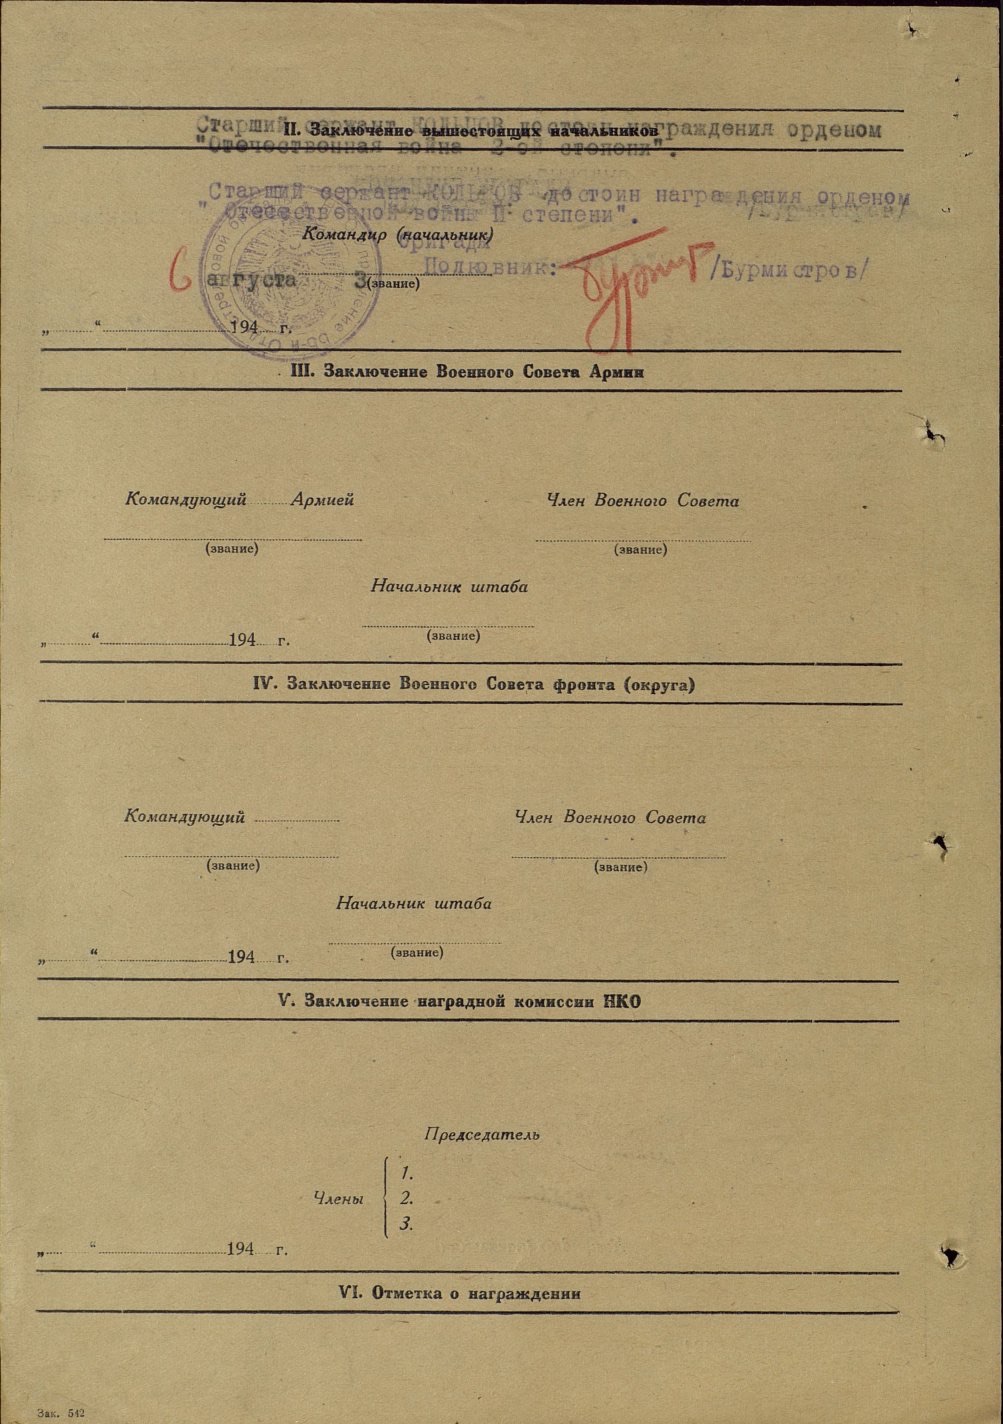 Старший сержант КОЛЬЦОВ достоин награждения орденом
II. Заключение вышестоящих начальников
"Отечественная война 2-ой степени".
Старший сержант КОЛЬЦОВ достоин награждения орденом
" Отечественной война II степени".
Командир (начальник)
бригады
Полковник: /Бурмистров/
6 августа 3
(звание)
„ “ 194 г.
III. Заключение Военного Совета Армии
Командующий Армией Член Военного Совета
(звание) (звание)
Начальник штаба
(звание)
„ “ 194 г.
IV. Заключение Военного Совета фронта (округа)
Командующий Член Военного Совета
(звание) (звание)
Начальник штаба
(звание)
„ “ 194 г.
V. Заключение наградной комиссии НКО
Председатель
Члены
1.
2.
3.
„ “ 194 г.
VI. Отметка о награждении
Зак. 542